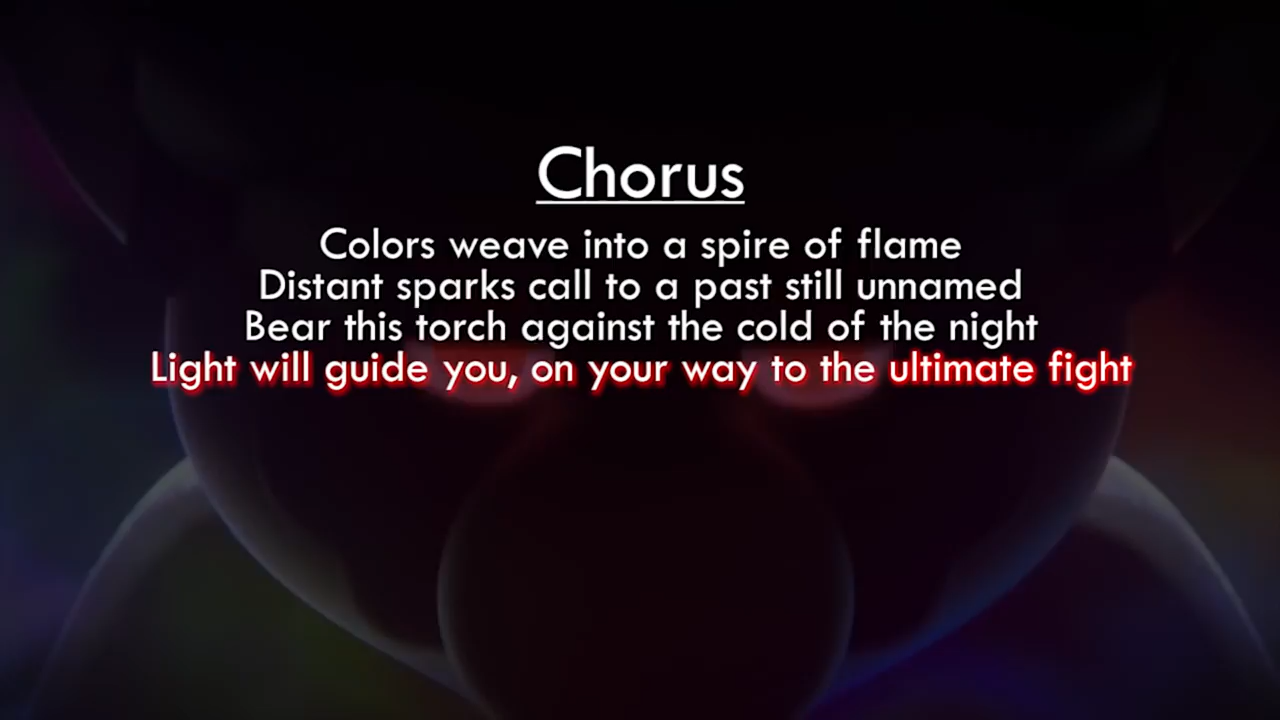 Chorus
Colors weave into a spire of flame
Distant sparks call to a past still unnamed
Bear this torch against the cold of the night
Light will guide you, on your way to the ultimate fight